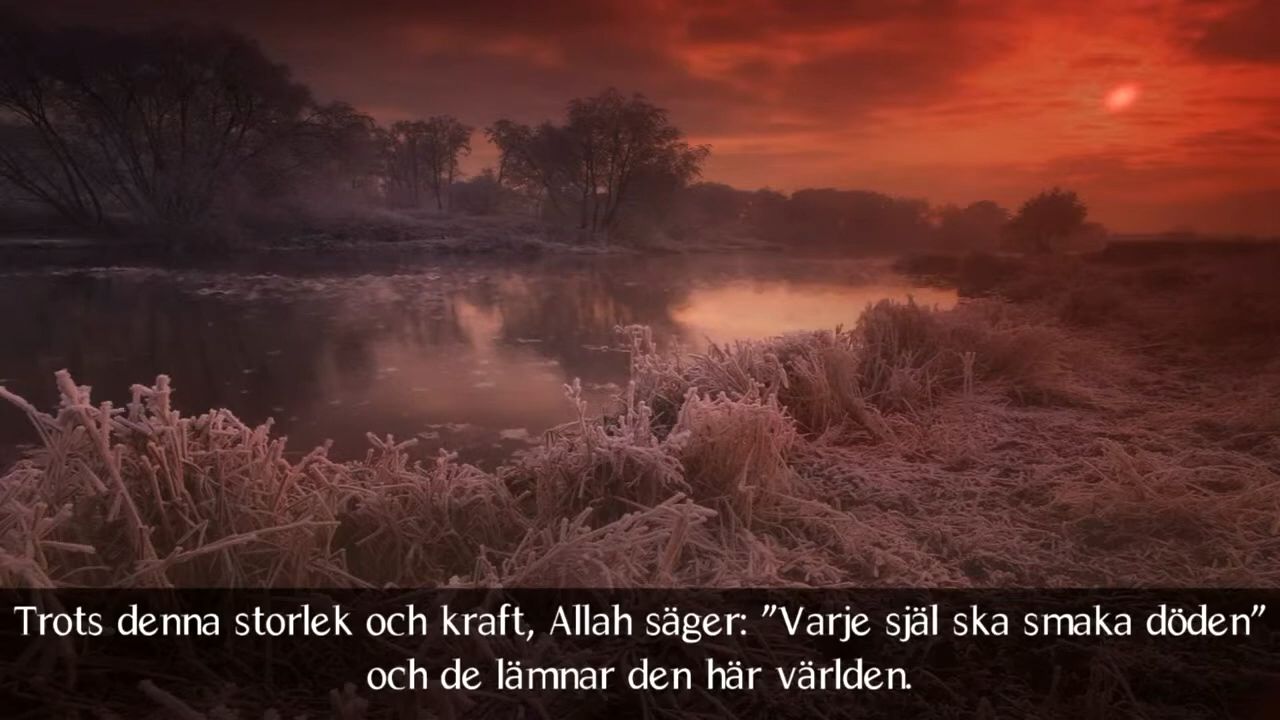 Trots denna storlek och kraft, Allah säger: ”Varje själ ska smaka döden”
och de lämnar den här världen.